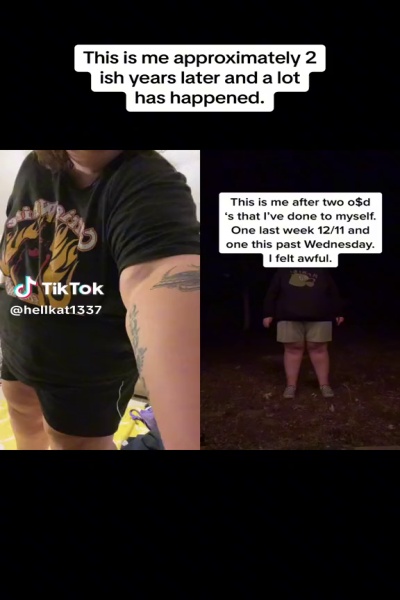 This is me approximately 2
ish years later and a lot
has happened.
This is me after two o$d
's that I've done to myself.
One last week 12/11 and
one this past Wednesday.
I felt awful.
TikTok
@hellkat1337